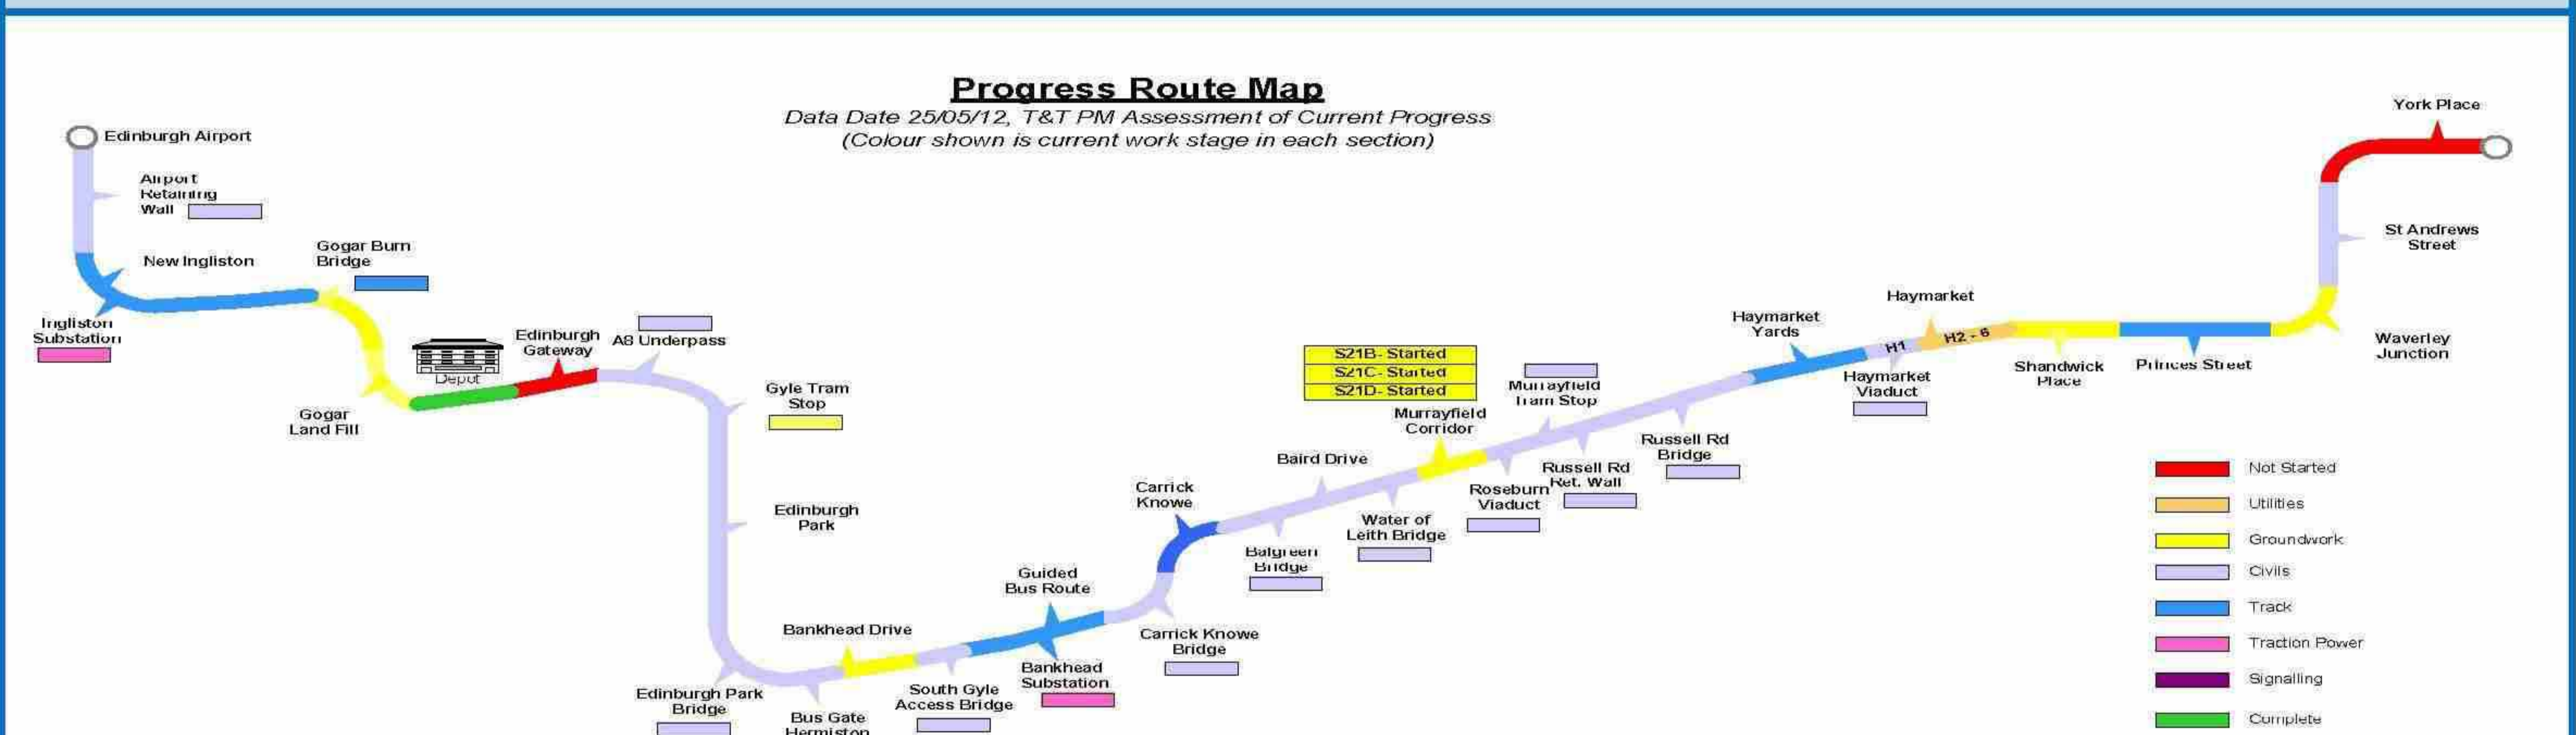 Progress Route Map
Data Date 25/05/12, T&T PM Assessment of Current Progress
(Colour shown is current work stage in each section)
Edinburgh Airport
Airport
Retaining
Wall
New Ingliston
Gogar Burn
Bridge
Ingliston
Substation
Depot
Edinburgh
Gateway
A8 Underpass
Gogar
Land Fill
Gyle Tram
Stop
Edinburgh
Park
Edinburgh Park
Bridge
Bus Gate
Hermiston
Bankhead Drive
South Gyle
Access Bridge
Guided
Bus Route
Bankhead
Substation
Carrick
Knowe
Carrick Knowe
Bridge
Balgreen
Bridge
Baird Drive
Water of
Leith Bridge
S21B- Started
S21C- Started
S21D- Started
Murrayfield
Corridor
Roseburn
Viaduct
Murrayfield
Tram Stop
Russell Rd
Ret. Wall
Russell Rd
Bridge
Haymarket
Yards
H1
Haymarket
Viaduct
Haymarket
H2 - 6
Shandwick
Place
Princes Street
Waverley
Junction
St Andrews
Street
York Place
Not Started
Utilities
Groundwork
Civils
Track
Traction Power
Signalling
Complete